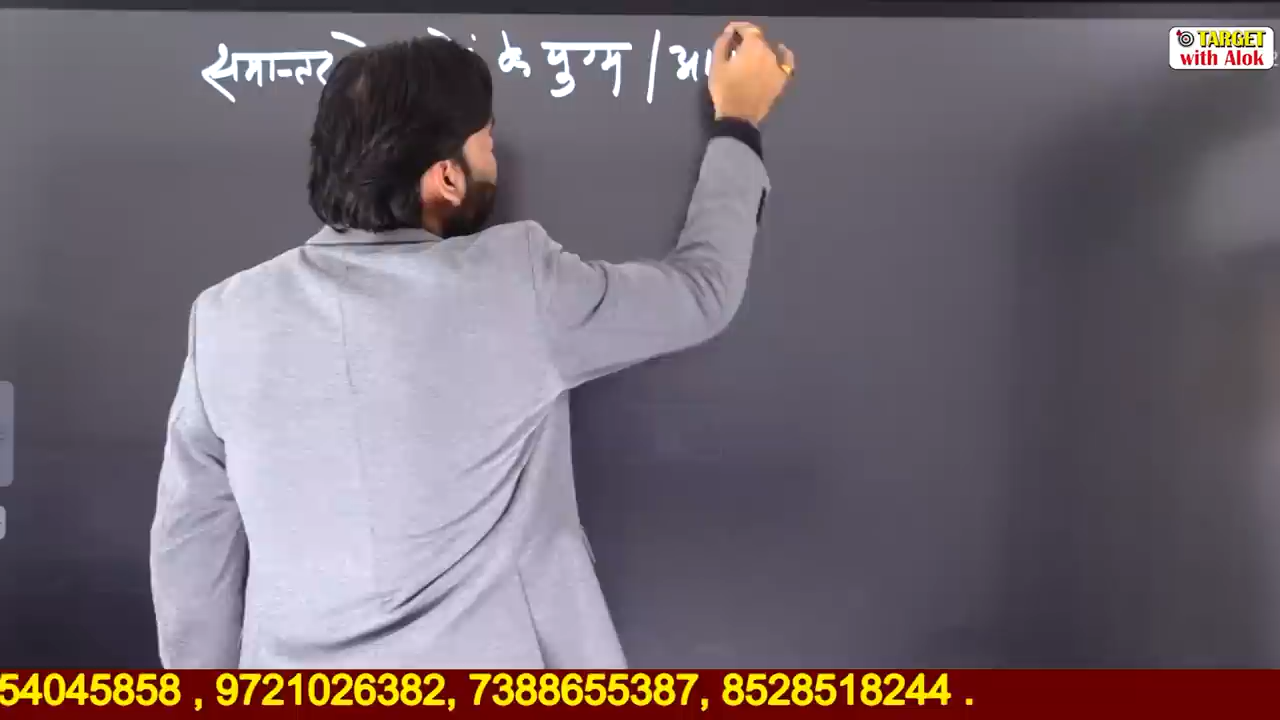 समान्तर के युग्म /
TARGET
with Alok
54045858 , 9721026382, 7388655387, 8528518244 .